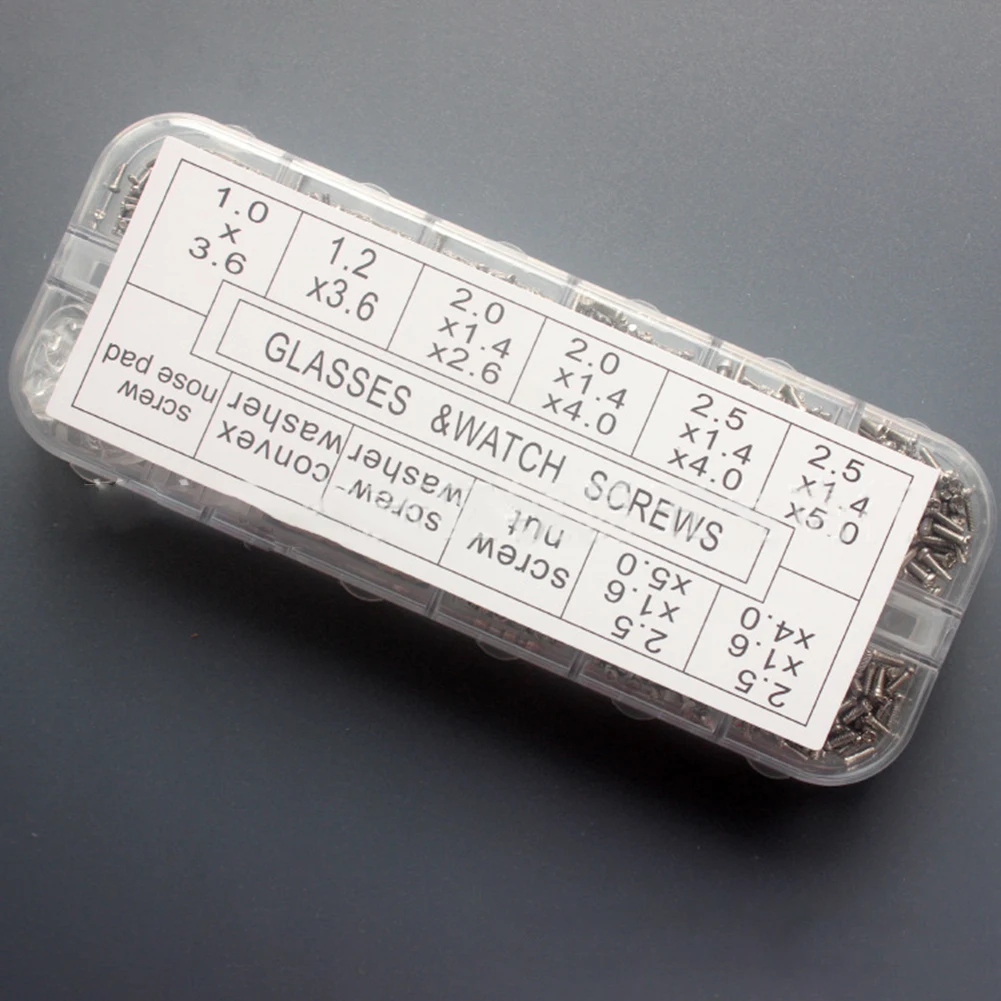 1.0
x
3.6
1.2
x3.6
2.0
x1.4
x2.6
2.0
x1.4
x4.0
2.5
x1.4
x4.0
2.5
x1.4
x5.0
GLASSES &WATCH SCREWS
2.5
x1.6
x4.0
2.5
x1.6
x5.0
screw
nut
screw-
washer
convex
washer
screw
nose pad